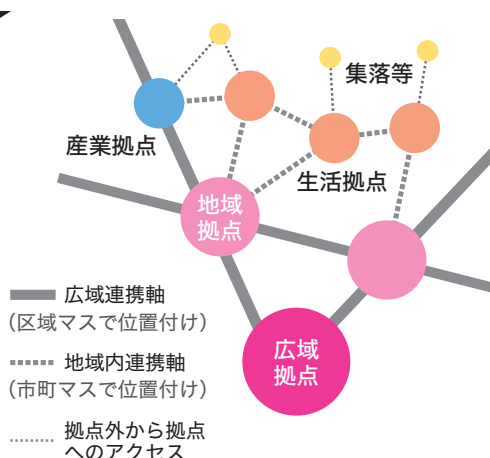 集落等
産業拠点
生活拠点
地域
拠点
広域連携軸
(区域マスで位置付け)
広域
拠点
地域内連携軸
(市町マスで位置付け)
拠点外から拠点
へのアクセス